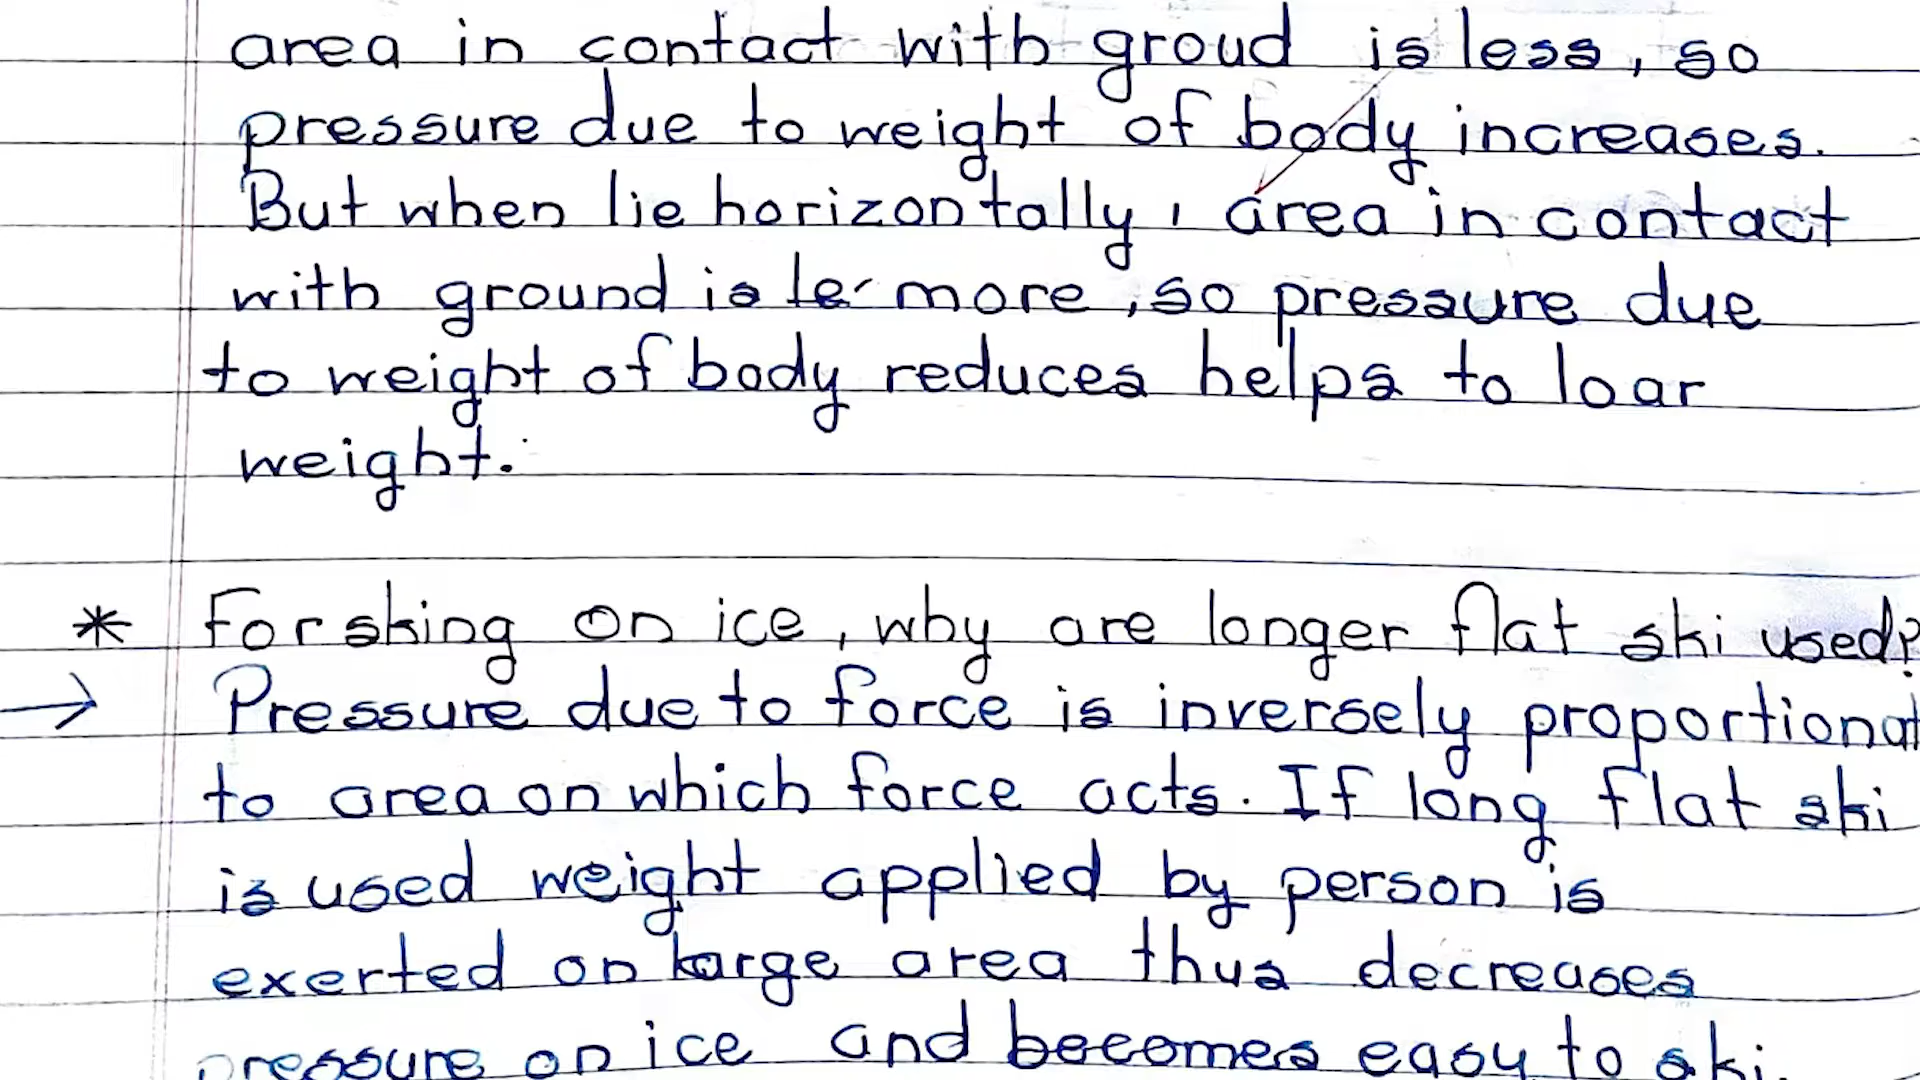 area in contact with groud is less, so
pressure due to weight of body increases.
But when lie horizontally, area in contact
with ground is le more, so pressure due
to weight of body reduces helps to loar
weight.
* For sking on ice, why are longer flat ski used?
→ Pressure due to force is inversely proportional
to area on which force acts. If long flat ski
is used weight applied by person is
exerted on large area thus decreases
pressure on ice and becomes easy to ski.